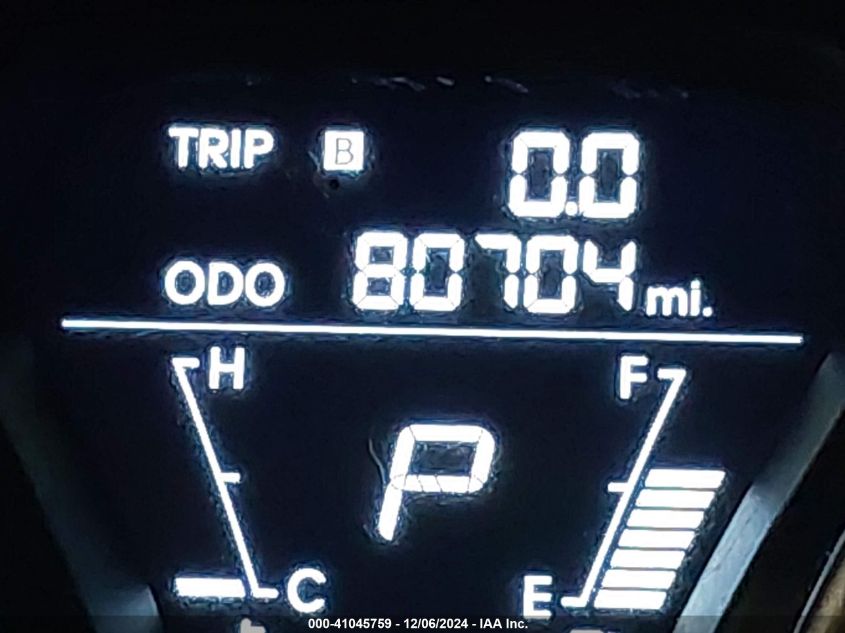 TRIP B 0.0
ODO 80704 mi.
H F
P
C E
000-41045759 - 12/06/2024 - IAA Inc.